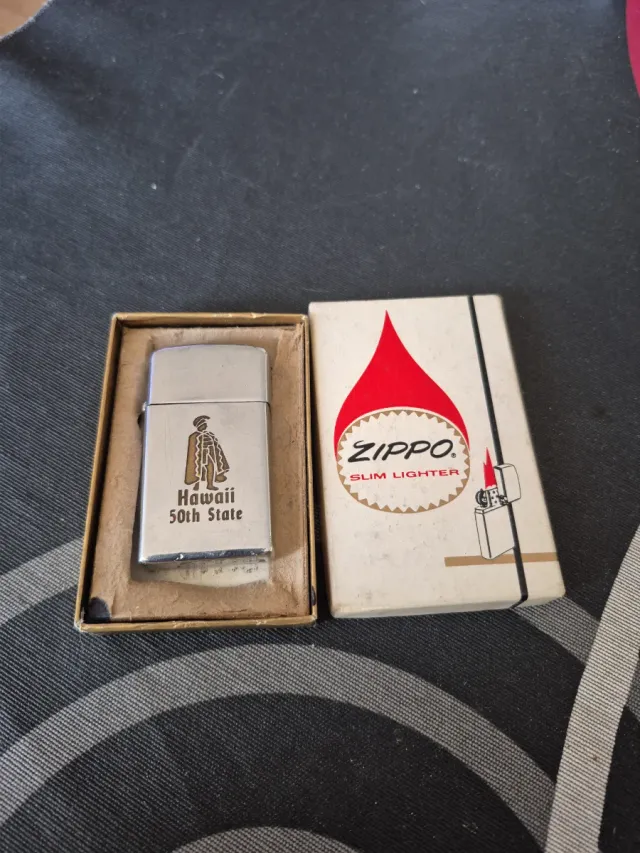 Hawaii
50th State
ZIPPO®
SLIM LIGHTER